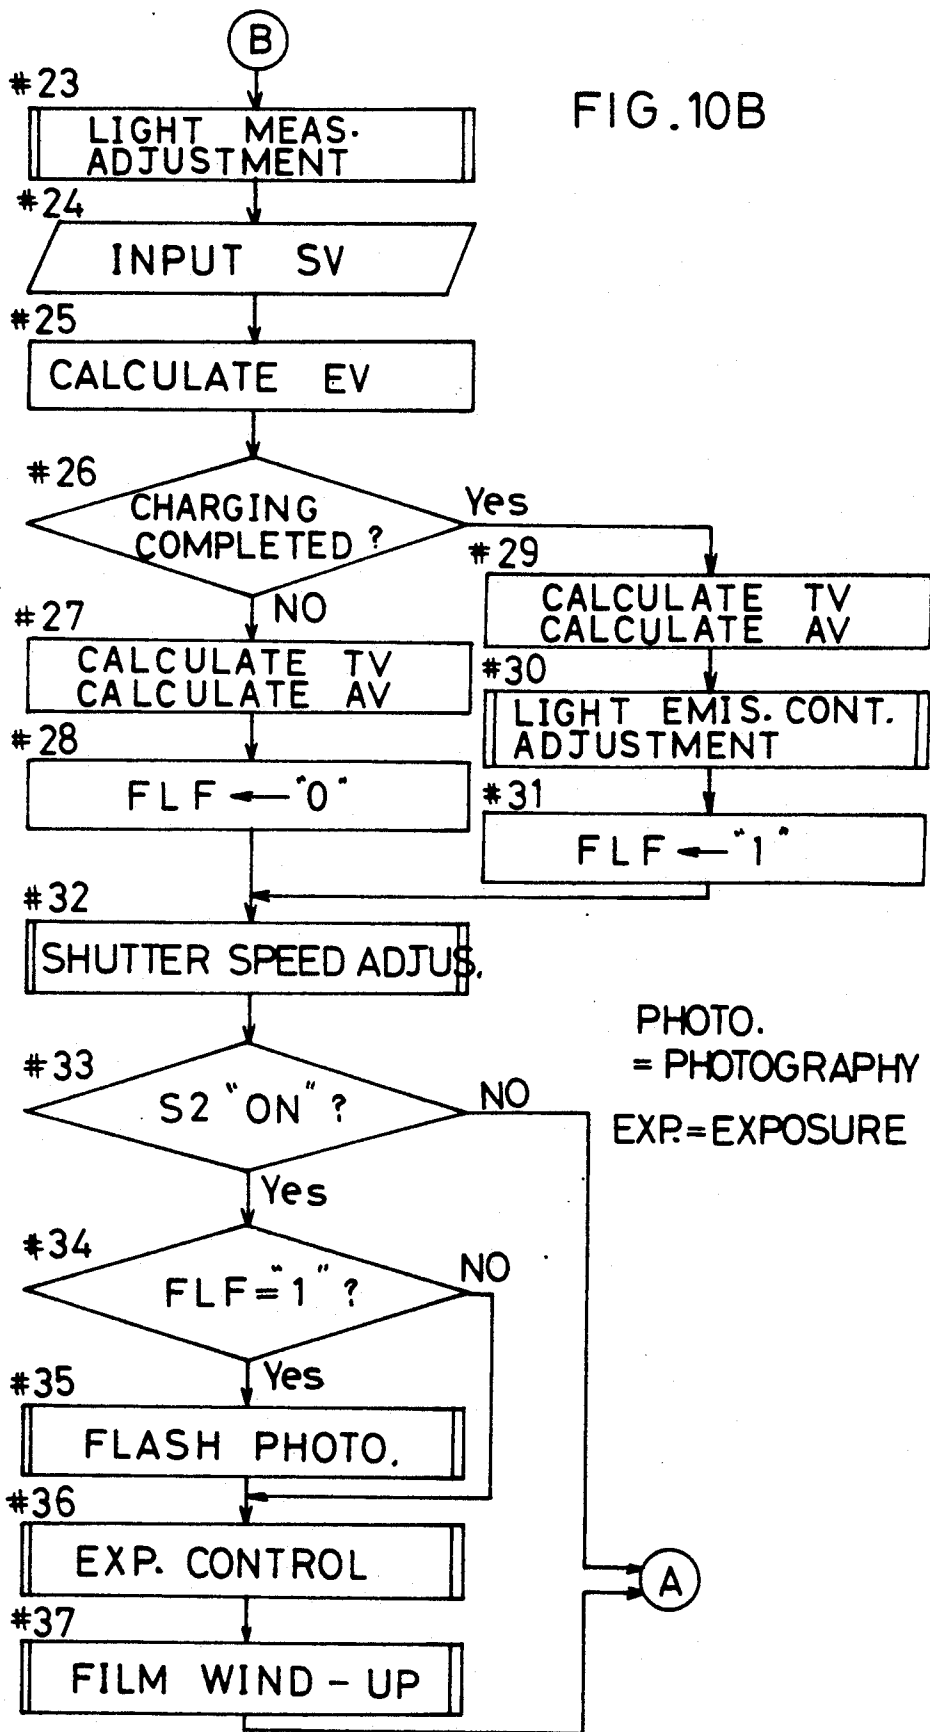 B
FIG.10B
#23
LIGHT MEAS.
ADJUSTMENT
#24
INPUT SV
#25
CALCULATE EV
#26
CHARGING
COMPLETED ?
Yes
NO
#29
CALCULATE TV
CALCULATE AV
#27
CALCULATE TV
CALCULATE AV
#30
LIGHT EMIS. CONT.
ADJUSTMENT
#28
FLF ← "0"
#31
FLF ← "1"
#32
SHUTTER SPEED ADJUS.
PHOTO.
= PHOTOGRAPHY
EXP.=EXPOSURE
#33
S2 "ON" ?
NO
Yes
#34
FLF="1" ?
NO
Yes
#35
FLASH PHOTO.
#36
EXP. CONTROL
A
#37
FILM WIND-UP